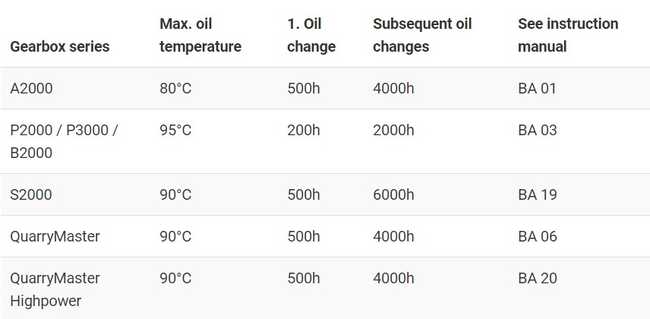 Gearbox series Max. oil temperature 1. Oil change Subsequent oil changes See instruction manual
A2000 80°C 500h 4000h BA 01
P2000 / P3000 / B2000 95°C 200h 2000h BA 03
S2000 90°C 500h 6000h BA 19
QuarryMaster 90°C 500h 4000h BA 06
QuarryMaster Highpower 90°C 500h 4000h BA 20